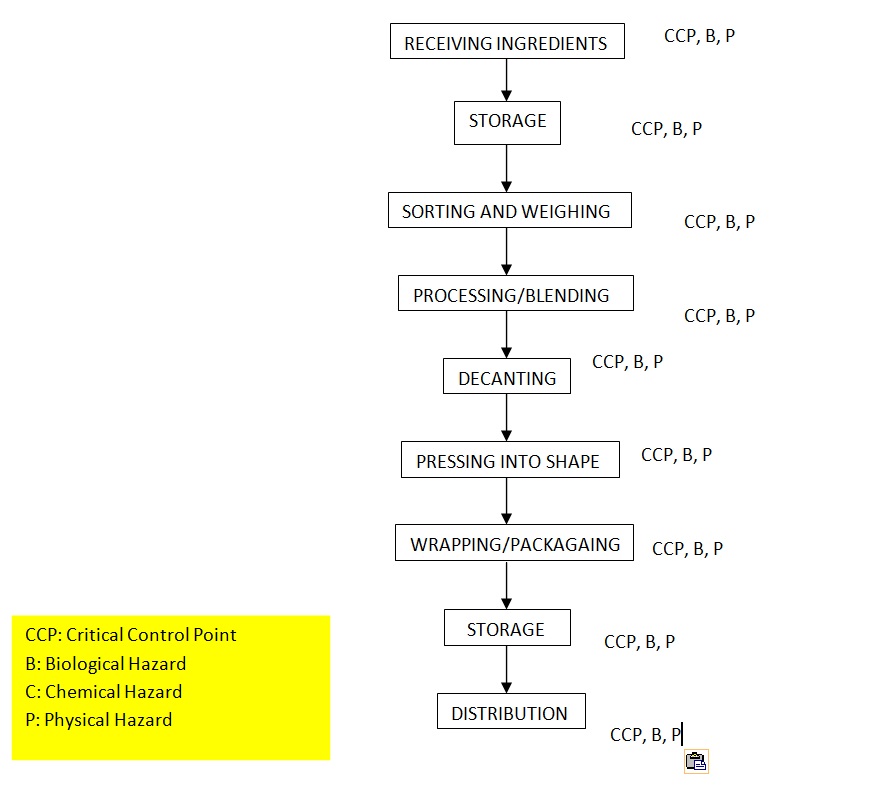 RECEIVING INGREDIENTS
CCP, B, P
STORAGE
CCP, B, P
SORTING AND WEIGHING
CCP, B, P
PROCESSING/BLENDING
CCP, B, P
DECANTING
CCP, B, P
PRESSING INTO SHAPE
CCP, B, P
WRAPPING/PACKAGAING
CCP, B, P
STORAGE
CCP, B, P
DISTRIBUTION
CCP, B, P
CCP: Critical Control Point
B: Biological Hazard
C: Chemical Hazard
P: Physical Hazard